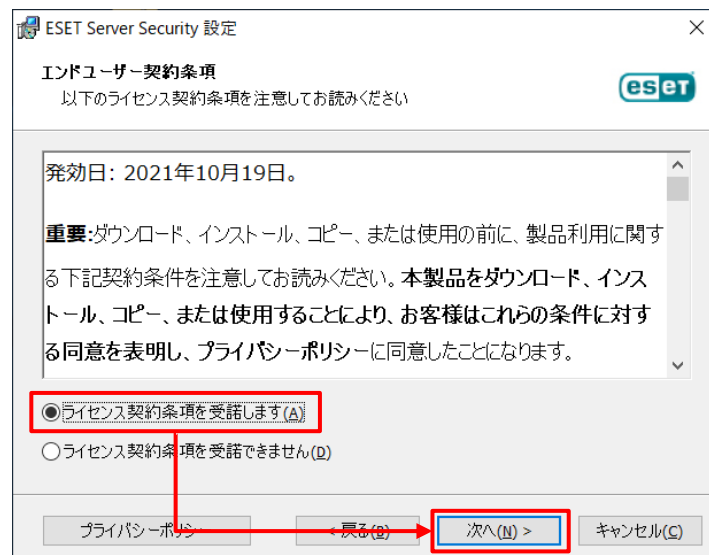 ESET Server Security 設定
エンドユーザー契約条項
以下のライセンス契約条項を注意してお読みください
eset
発効日: 2021年10月19日。
重要:ダウンロード、インストール、コピー、または使用の前に、製品利用に関す
る下記契約条件を注意してお読みください。本製品をダウンロード、インス
トール、コピー、または使用することにより、お客様はこれらの条件に対す
る同意を表明し、プライバシーポリシーに同意したことになります。
ライセンス契約条項を受諾します(A)
ライセンス契約条項を受諾できません(D)
プライバシーポリシー < 戻る(B) 次へ(N) > キャンセル(C)